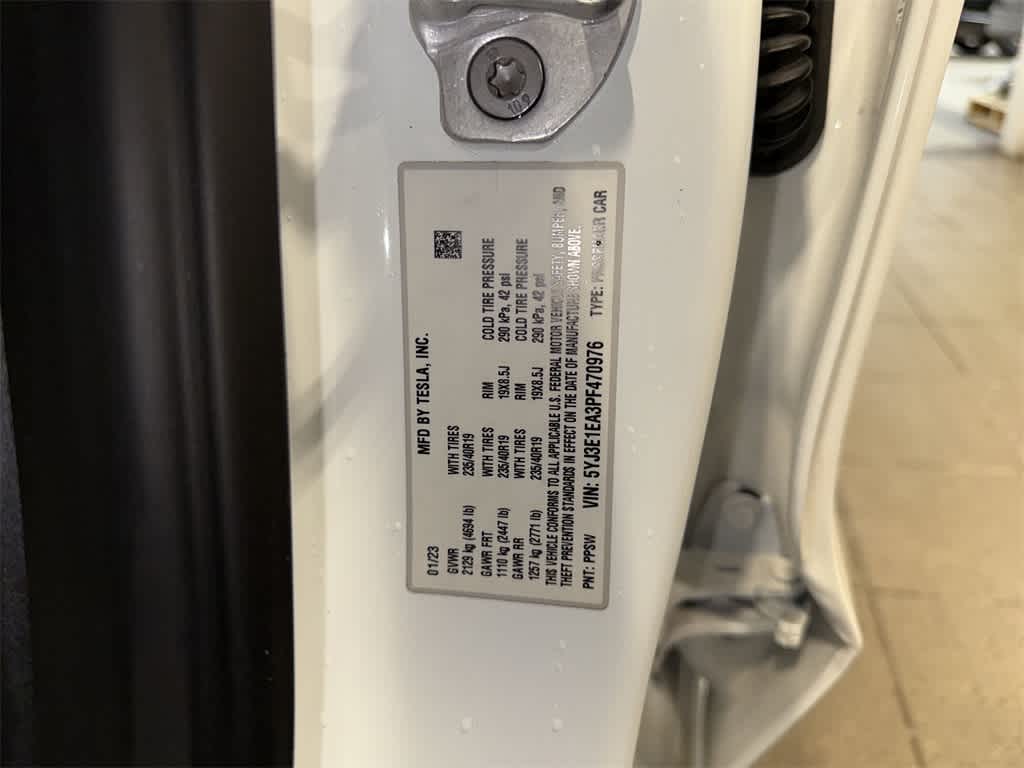 10.9
MFD BY TESLA, INC.
01/23
GVWR WITH TIRES
2129 kg (4694 lb) 235/40R19
GAWR FRT WITH TIRES RIM COLD TIRE PRESSURE
1110 kg (2447 lb) 235/40R19 19X8.5J 290 kPa, 42 psi
GAWR RR WITH TIRES RIM COLD TIRE PRESSURE
1257 kg (2771 lb) 235/40R19 19X8.5J 290 kPa, 42 psi
THIS VEHICLE CONFORMS TO ALL APPLICABLE U.S. FEDERAL MOTOR VEHICLE SAFETY, BUMPER, AND
THEFT PREVENTION STANDARDS IN EFFECT ON THE DATE OF MANUFACTURE SHOWN ABOVE.
PNT: PPSW VIN: 5YJ3E1EA3PF470976 TYPE: PASSENGER CAR